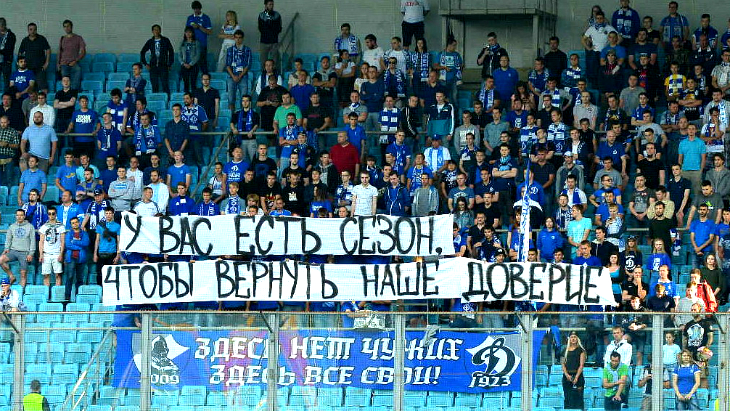 У ВАС ЕСТЬ СЕЗОН,
ЧТОБЫ ВЕРНУТЬ НАШЕ ДОВЕРИЕ
ЗДЕСЬ НЕТ ЧУЖИХ
ЗДЕСЬ ВСЕ СВОИ!
2009
Д
1923